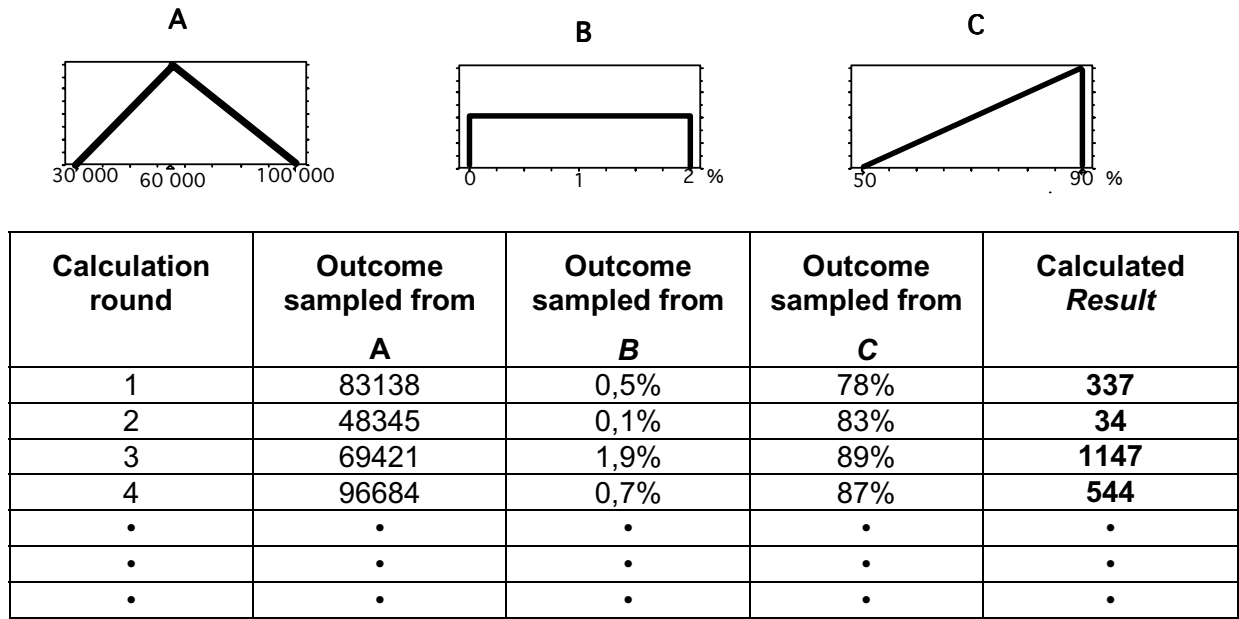 A B C
30 000 60 000 100 000
0 1 2 %
50 90 %
Calculation round
Outcome sampled from A
Outcome sampled from B
Outcome sampled from C
Calculated Result
1 83138 0,5% 78% 337
2 48345 0,1% 83% 34
3 69421 1,9% 89% 1147
4 96684 0,7% 87% 544
• • • • •
• • • • •
• • • • •